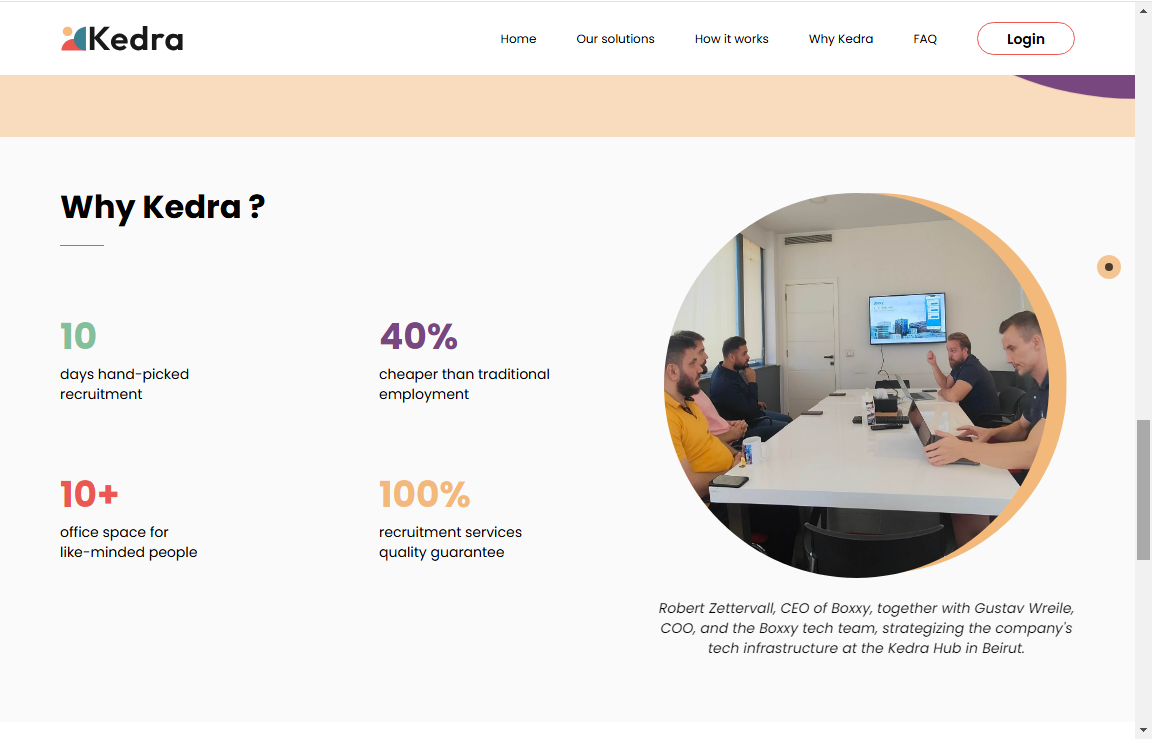 Kedra
Home Our solutions How it works Why Kedra FAQ Login
Why Kedra ?
10
days hand-picked
recruitment
40%
cheaper than traditional
employment
10+
office space for
like-minded people
100%
recruitment services
quality guarantee
Robert Zettervall, CEO of Boxxy, together with Gustav Wreile,
COO, and the Boxxy tech team, strategizing the company's
tech infrastructure at the Kedra Hub in Beirut.